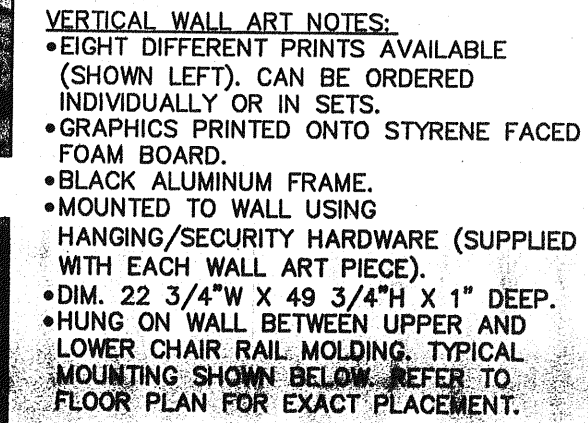 VERTICAL WALL ART NOTES:
•EIGHT DIFFERENT PRINTS AVAILABLE
(SHOWN LEFT). CAN BE ORDERED
INDIVIDUALLY OR IN SETS.
•GRAPHICS PRINTED ONTO STYRENE FACED
FOAM BOARD.
•BLACK ALUMINUM FRAME.
•MOUNTED TO WALL USING
HANGING/SECURITY HARDWARE (SUPPLIED
WITH EACH WALL ART PIECE).
•DIM. 22 3/4"W X 49 3/4"H X 1" DEEP.
•HUNG ON WALL BETWEEN UPPER AND
LOWER CHAIR RAIL MOLDING. TYPICAL
MOUNTING SHOWN BELOW. REFER TO
FLOOR PLAN FOR EXACT PLACEMENT.